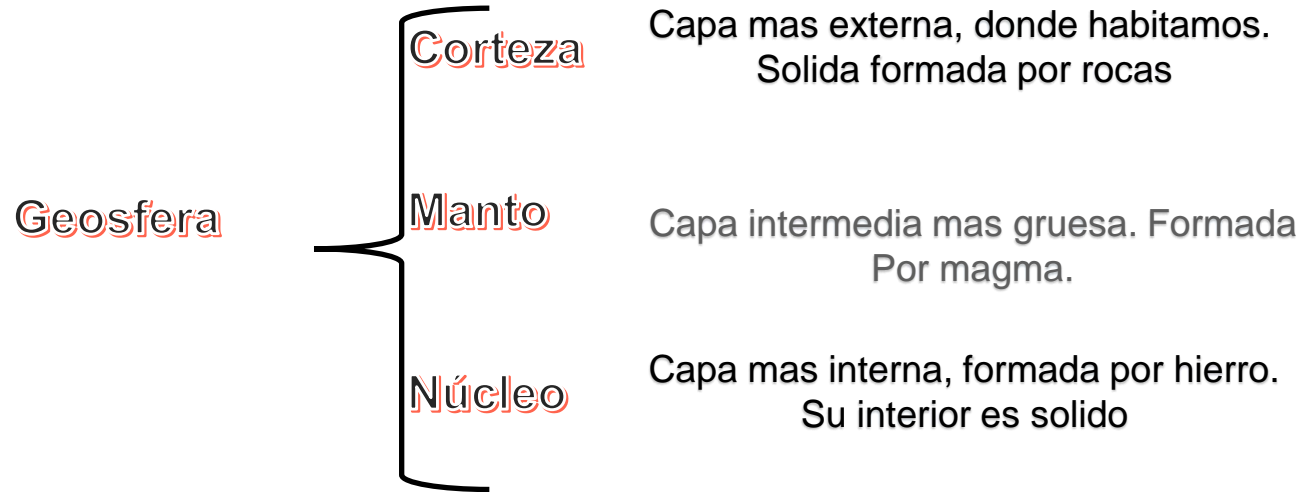 Geosfera
Corteza
Capa mas externa, donde habitamos.
Solida formada por rocas
Manto
Capa intermedia mas gruesa. Formada
Por magma.
Núcleo
Capa mas interna, formada por hierro.
Su interior es solido